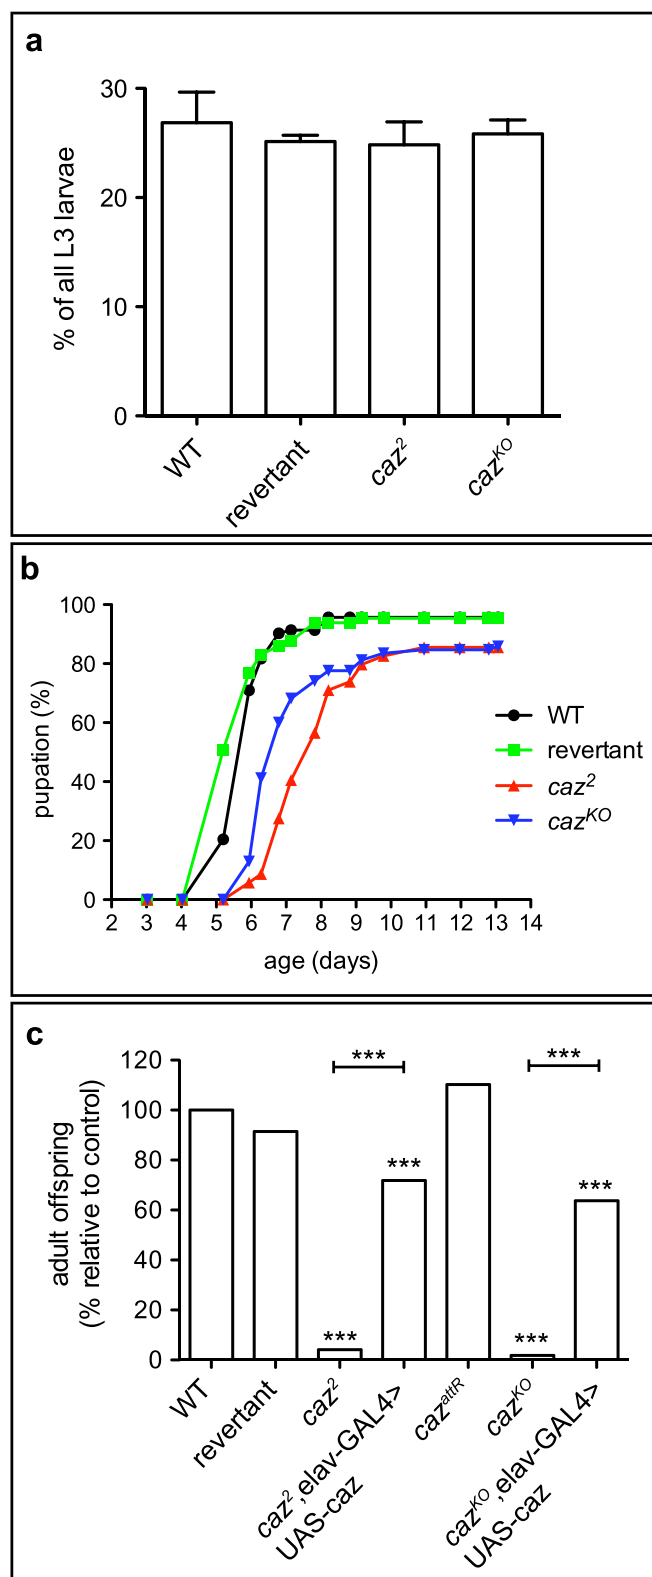 a
% of all L3 larvae
30
20
10
0
WT
revertant
caz²
cazᴷᴼ
b
pupation (%)
100
80
60
40
20
0
2 3 4 5 6 7 8 9 10 11 12 13 14
age (days)
WT
revertant
caz²
cazᴷᴼ
c
adult offspring
(% relative to control)
120
100
80
60
40
20
0
***
***
***
***
***
***
WT
revertant
caz²
caz²,elav-GAL4>
UAS-caz
cazᵃᵗᵗᴿ
cazᴷᴼ
cazᴷᴼ,elav-GAL4>
UAS-caz